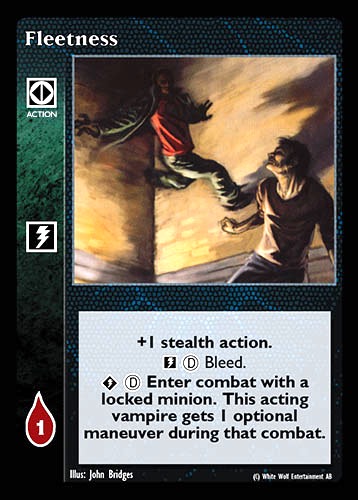 Fleetness
ACTION
+1 stealth action.
Ⓓ Bleed.
Ⓓ Enter combat with a
locked minion. This acting
vampire gets 1 optional
maneuver during that combat.
1
Illus: John Bridges
(C) White Wolf Entertainment AB